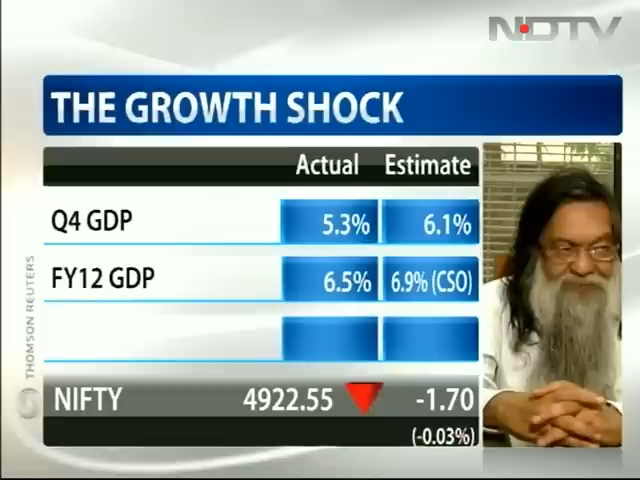 NDTV
THE GROWTH SHOCK
Actual Estimate
Q4 GDP 5.3% 6.1%
FY12 GDP 6.5% 6.9% (CSO)
THOMSON REUTERS
NIFTY 4922.55 -1.70
(-0.03%)